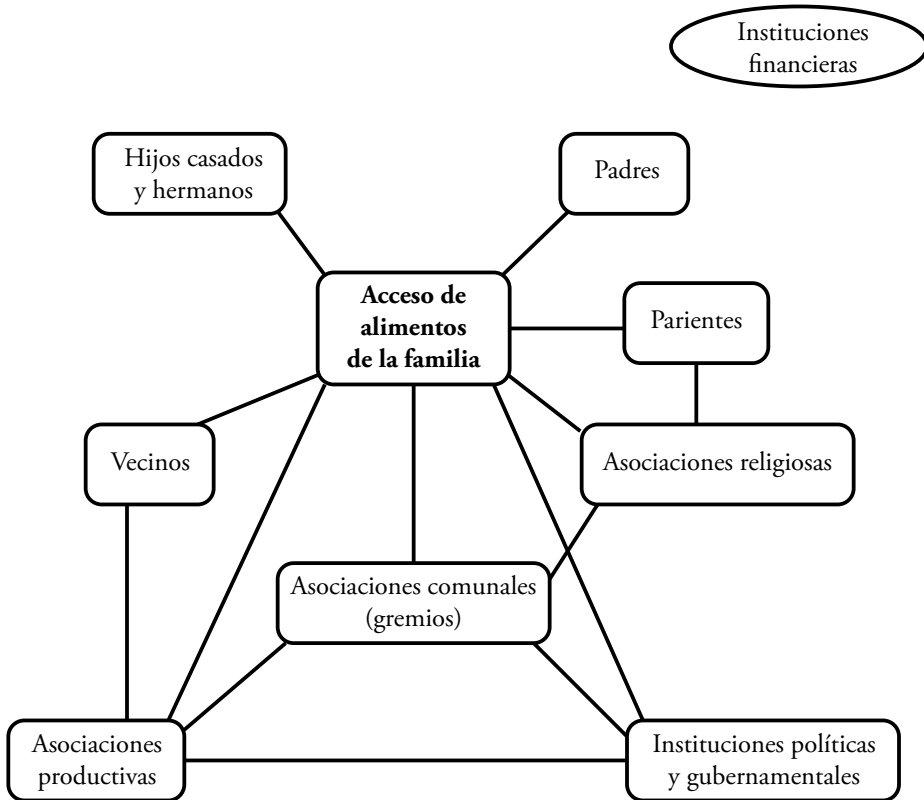 Instituciones
financieras
Hijos casados
y hermanos
Padres
Acceso de
alimentos
de la familia
Parientes
Vecinos
Asociaciones religiosas
Asociaciones comunales
(gremios)
Asociaciones
productivas
Instituciones políticas
y gubernamentales